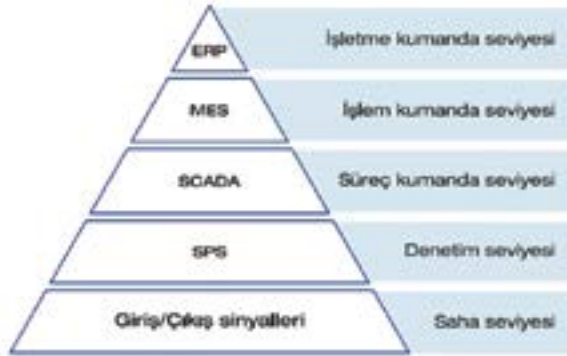 ERP
İşletme kumanda seviyesi
MES
İşlem kumanda seviyesi
SCADA
Süreç kumanda seviyesi
SPS
Denetim seviyesi
Giriş/Çıkış sinyalleri
Saha seviyesi